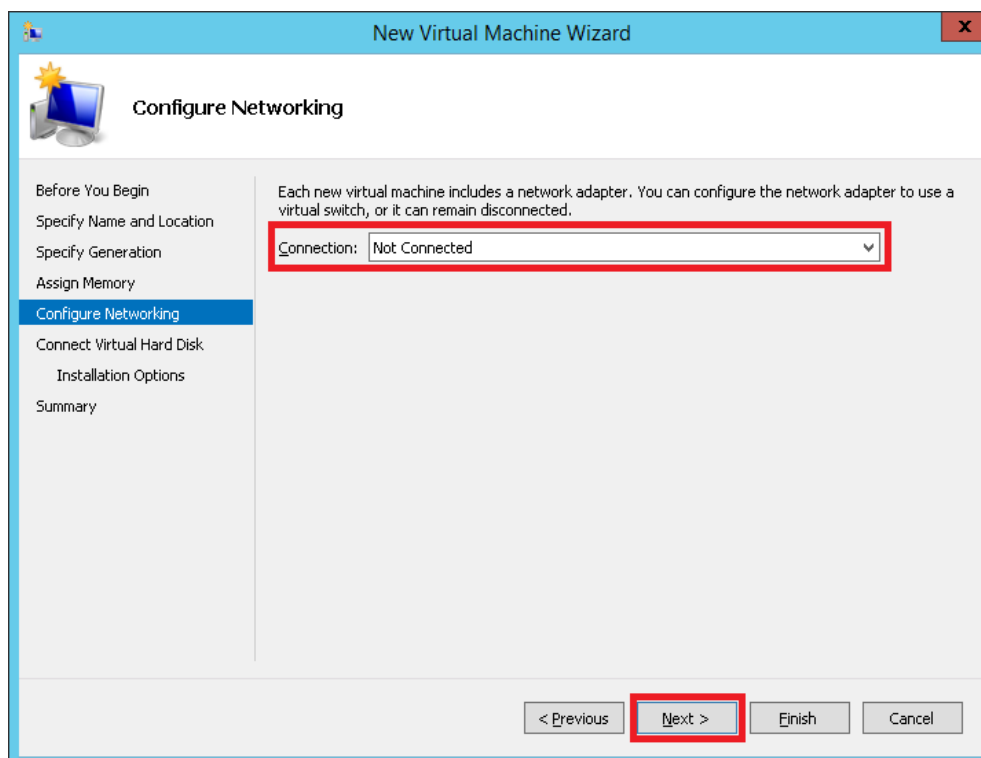 New Virtual Machine Wizard
x
Configure Networking
Before You Begin
Specify Name and Location
Specify Generation
Assign Memory
Configure Networking
Connect Virtual Hard Disk
Installation Options
Summary
Each new virtual machine includes a network adapter. You can configure the network adapter to use a
virtual switch, or it can remain disconnected.
Connection: Not Connected
< Previous Next > Finish Cancel